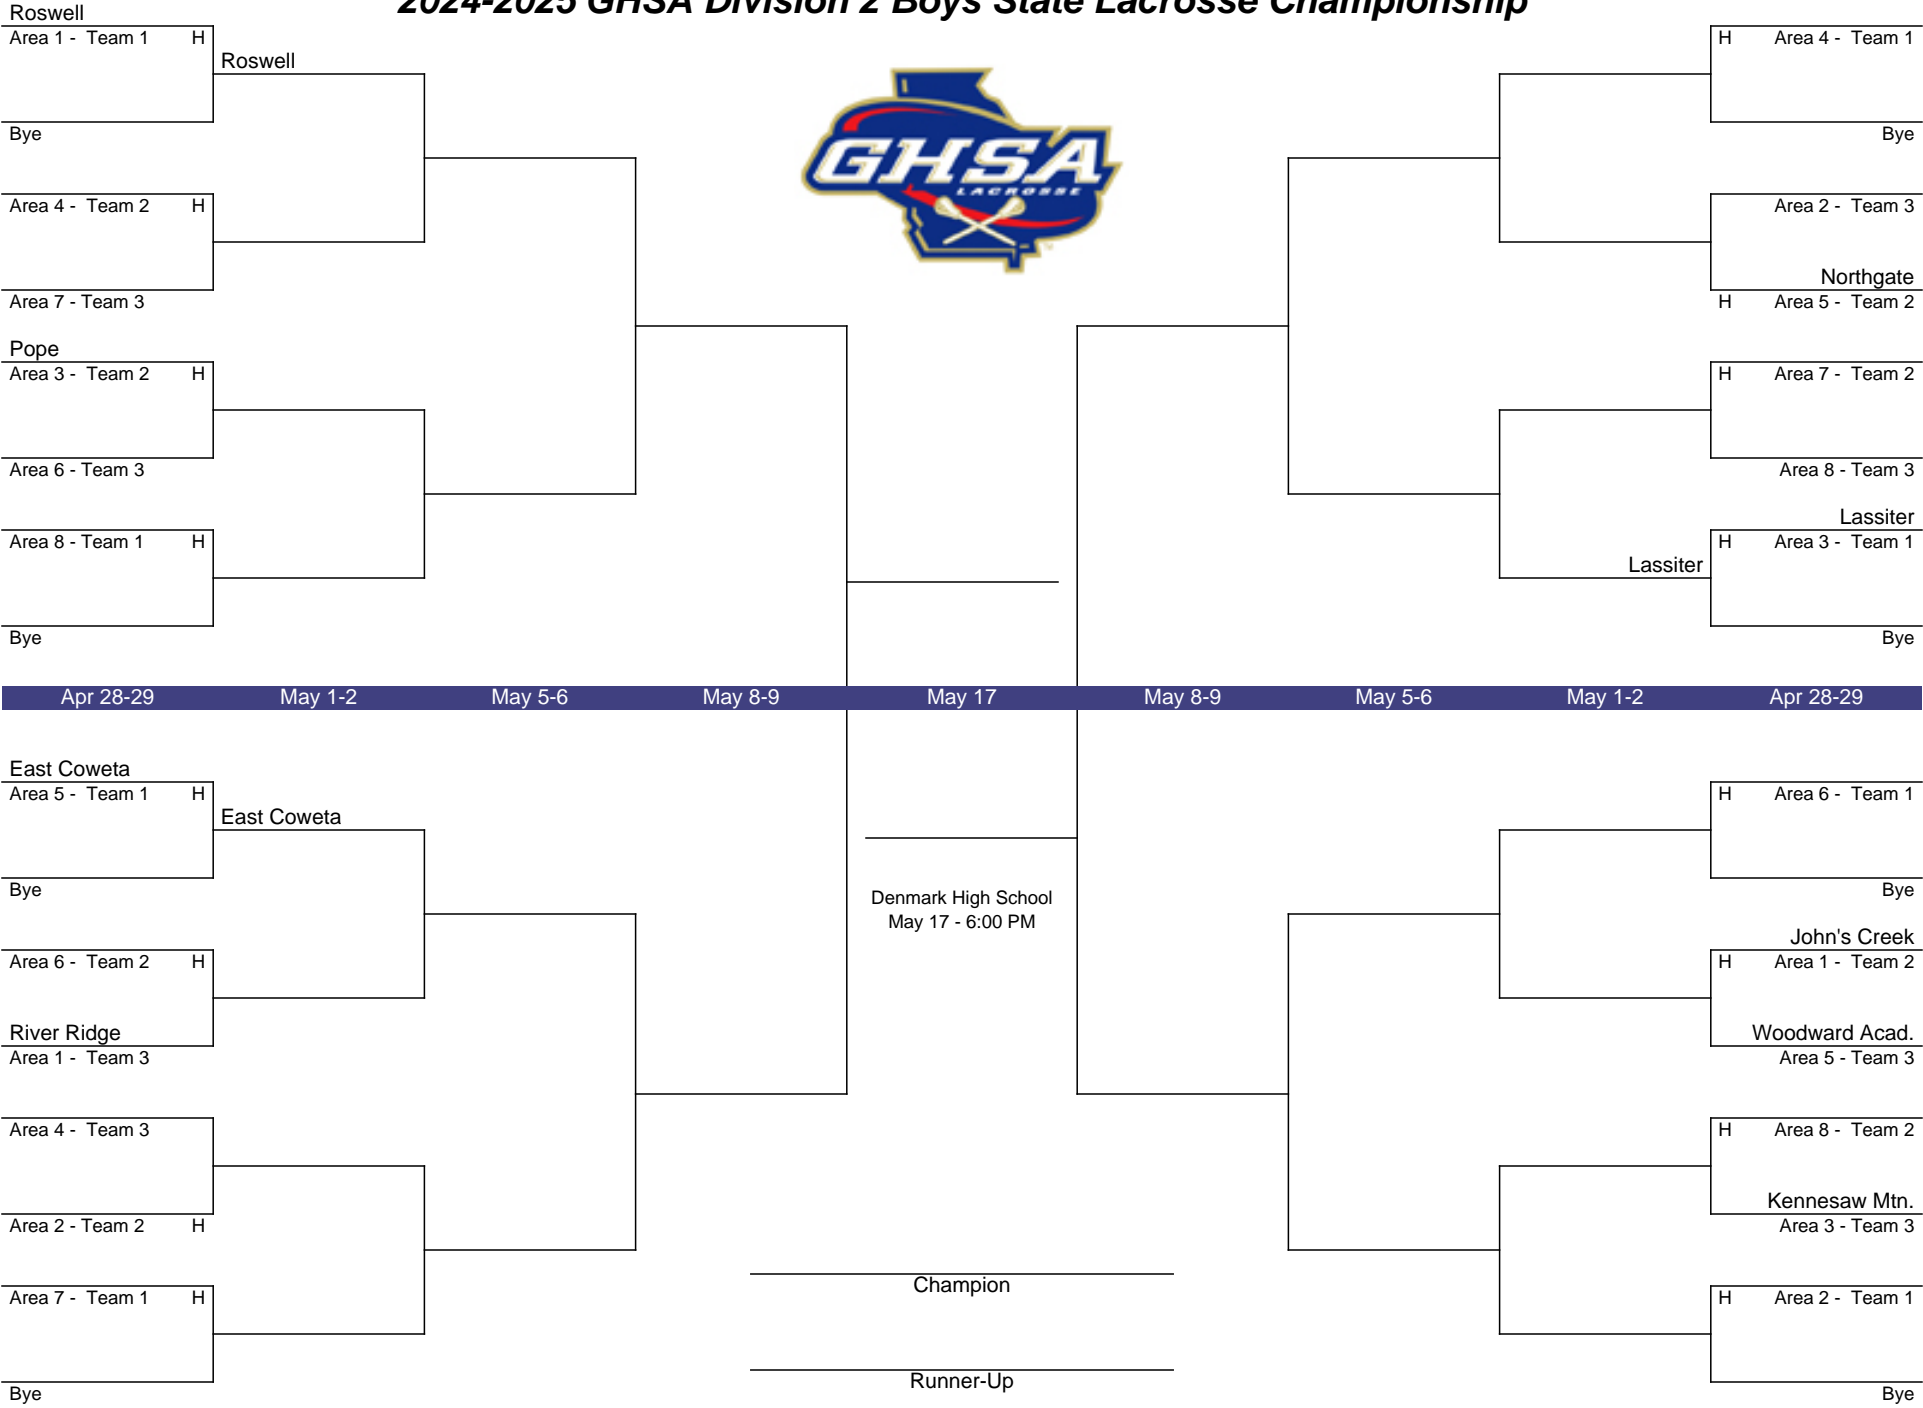 2024-2025 GHSA Division 2 Boys State Lacrosse Championship
Roswell
Area 1 - Team 1 H
Roswell
Bye
Area 4 - Team 2 H
Area 7 - Team 3
Pope
Area 3 - Team 2 H
Area 6 - Team 3
Area 8 - Team 1 H
Bye
GHSA
LACROSSE
H Area 4 - Team 1
Bye
Area 2 - Team 3
Northgate
H Area 5 - Team 2
H Area 7 - Team 2
Area 8 - Team 3
Lassiter
H Area 3 - Team 1
Lassiter
Bye
Apr 28-29 May 1-2 May 5-6 May 8-9 May 17 May 8-9 May 5-6 May 1-2 Apr 28-29
East Coweta
Area 5 - Team 1 H
East Coweta
Bye
Area 6 - Team 2 H
River Ridge
Area 1 - Team 3
Area 4 - Team 3
Area 2 - Team 2 H
Area 7 - Team 1 H
Bye
Denmark High School
May 17 - 6:00 PM
Champion
Runner-Up
H Area 6 - Team 1
Bye
John's Creek
H Area 1 - Team 2
Woodward Acad.
Area 5 - Team 3
H Area 8 - Team 2
Kennesaw Mtn.
Area 3 - Team 3
H Area 2 - Team 1
Bye